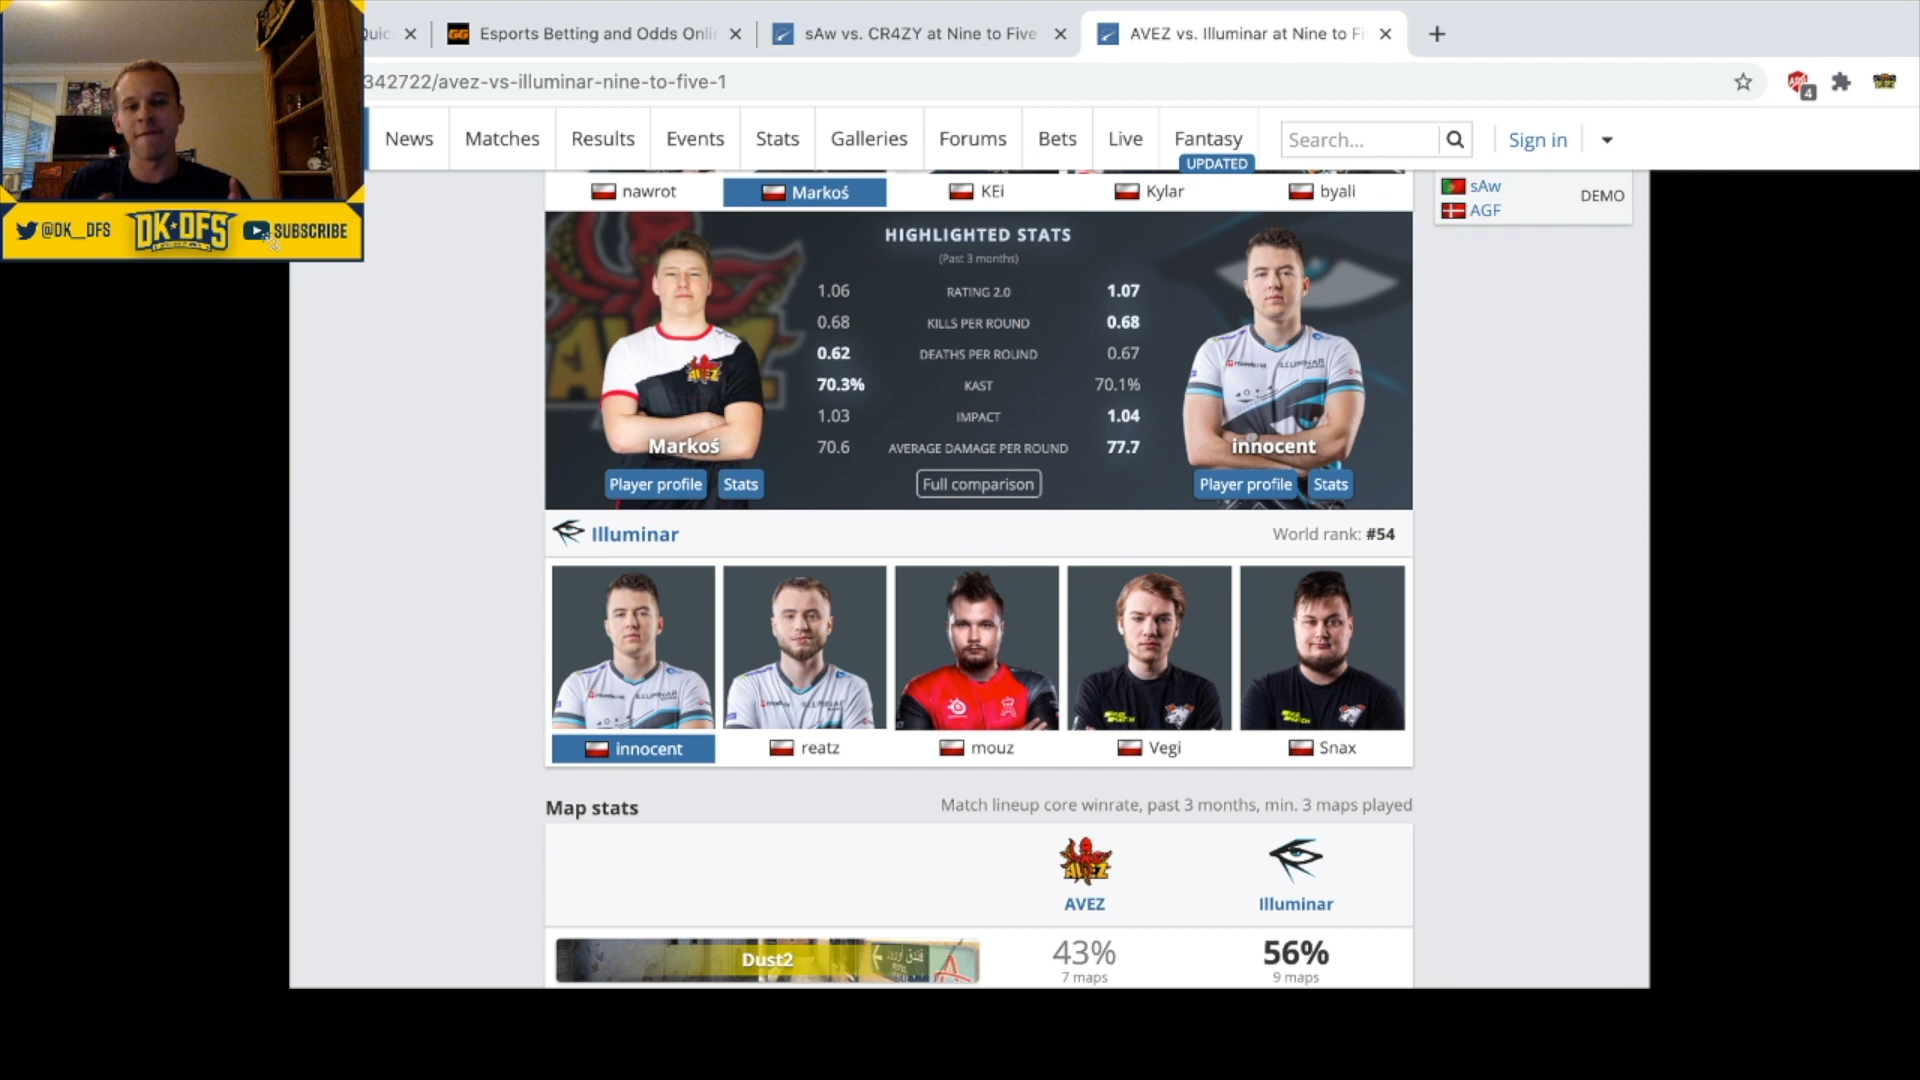 Quic
Esports Betting and Odds Onli
sAw vs. CR4ZY at Nine to Five
AVEZ vs. Illuminar at Nine to Fi
342722/avez-vs-illuminar-nine-to-five-1
4
News Matches Results Events Stats Galleries Forums Bets Live Fantasy Search... Sign in
UPDATED
@DK__DFS DK DFS SUBSCRIBE
nawrot Markoś KEi Kylar byali
sAw
AGF
DEMO
HIGHLIGHTED STATS
(Past 3 months)
1.06 RATING 2.0 1.07
0.68 KILLS PER ROUND 0.68
0.62 DEATHS PER ROUND 0.67
70.3% KAST 70.1%
1.03 IMPACT 1.04
70.6 AVERAGE DAMAGE PER ROUND 77.7
Markoś innocent
Player profile Stats Full comparison Player profile Stats
Illuminar World rank: #54
innocent reatz mouz Vegi Snax
Map stats Match lineup core winrate, past 3 months, min. 3 maps played
AVEZ Illuminar
Dust2 43% 56%
7 maps 9 maps